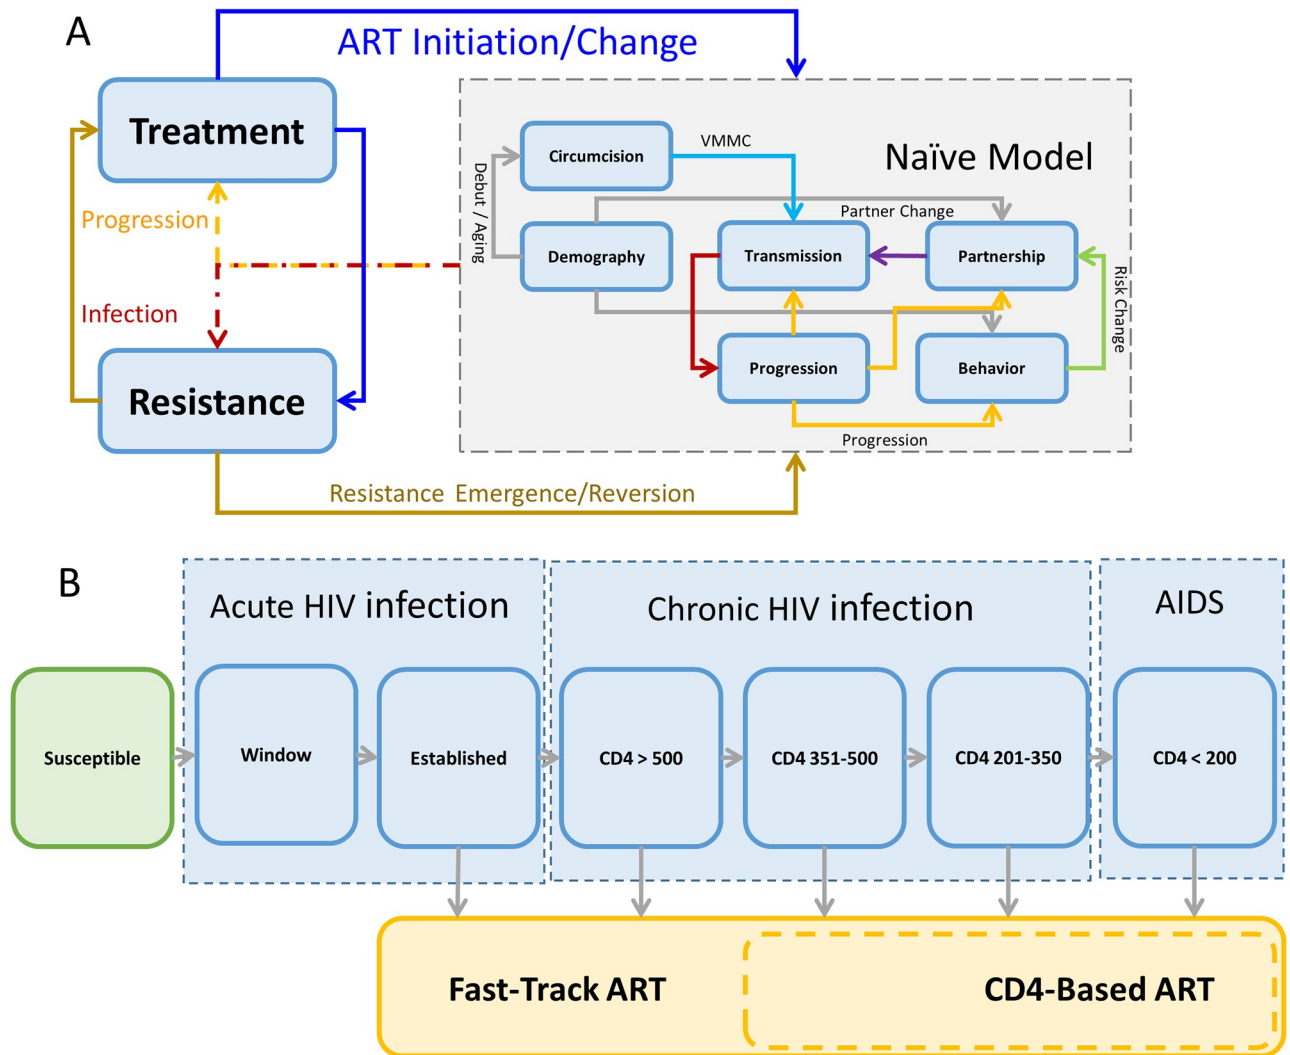 A
ART Initiation/Change
Treatment
Progression
Infection
Resistance
Resistance Emergence/Reversion
Naïve Model
Circumcision
VMMC
Debut / Aging
Demography
Partner Change
Transmission
Partnership
Risk Change
Progression
Behavior
Progression
B
Acute HIV infection
Chronic HIV infection
AIDS
Susceptible
Window
Established
CD4 > 500
CD4 351-500
CD4 201-350
CD4 < 200
Fast-Track ART
CD4-Based ART